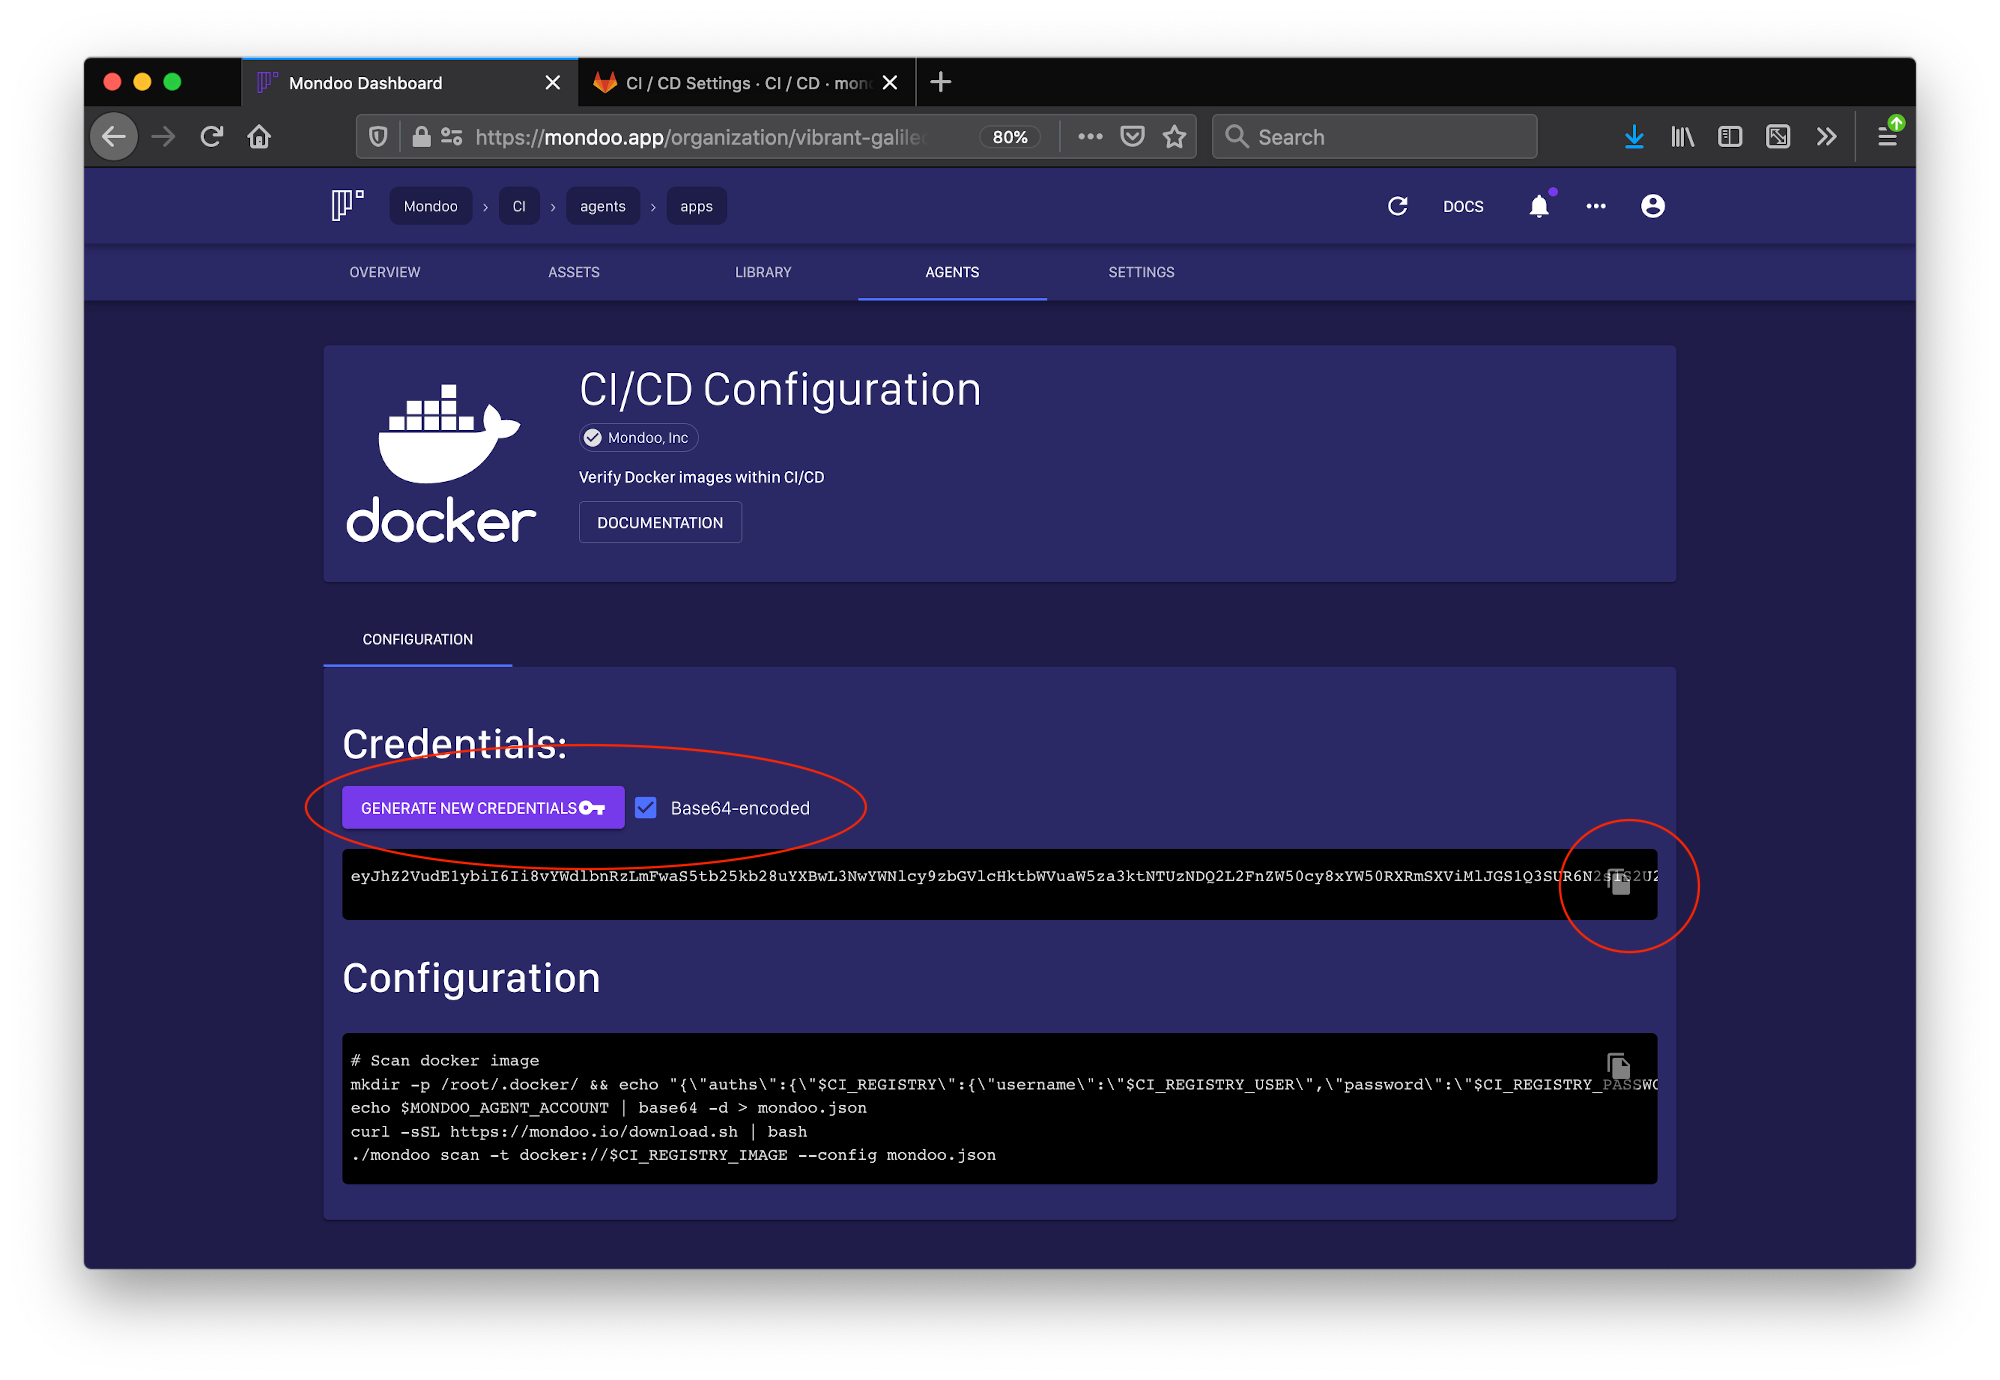 Mondoo Dashboard
CI / CD Settings · CI / CD · mon
https://mondoo.app/organization/vibrant-galile
80%
Search
Mondoo › CI › agents › apps
DOCS
OVERVIEW ASSETS LIBRARY AGENTS SETTINGS
docker
CI/CD Configuration
Mondoo, Inc
Verify Docker images within CI/CD
DOCUMENTATION
CONFIGURATION
Credentials:
GENERATE NEW CREDENTIALS
Base64-encoded
Configuration
# Scan docker image
mkdir -p /root/.docker/ && echo "{\"auths\":{\"$CI_REGISTRY\":{\"username\":\"$CI_REGISTRY_USER\",\"password\":\"$CI_REGISTRY_PASSWO
echo $MONDOO_AGENT_ACCOUNT | base64 -d > mondoo.json
curl -sSL https://mondoo.io/download.sh | bash
./mondoo scan -t docker://$CI_REGISTRY_IMAGE --config mondoo.json